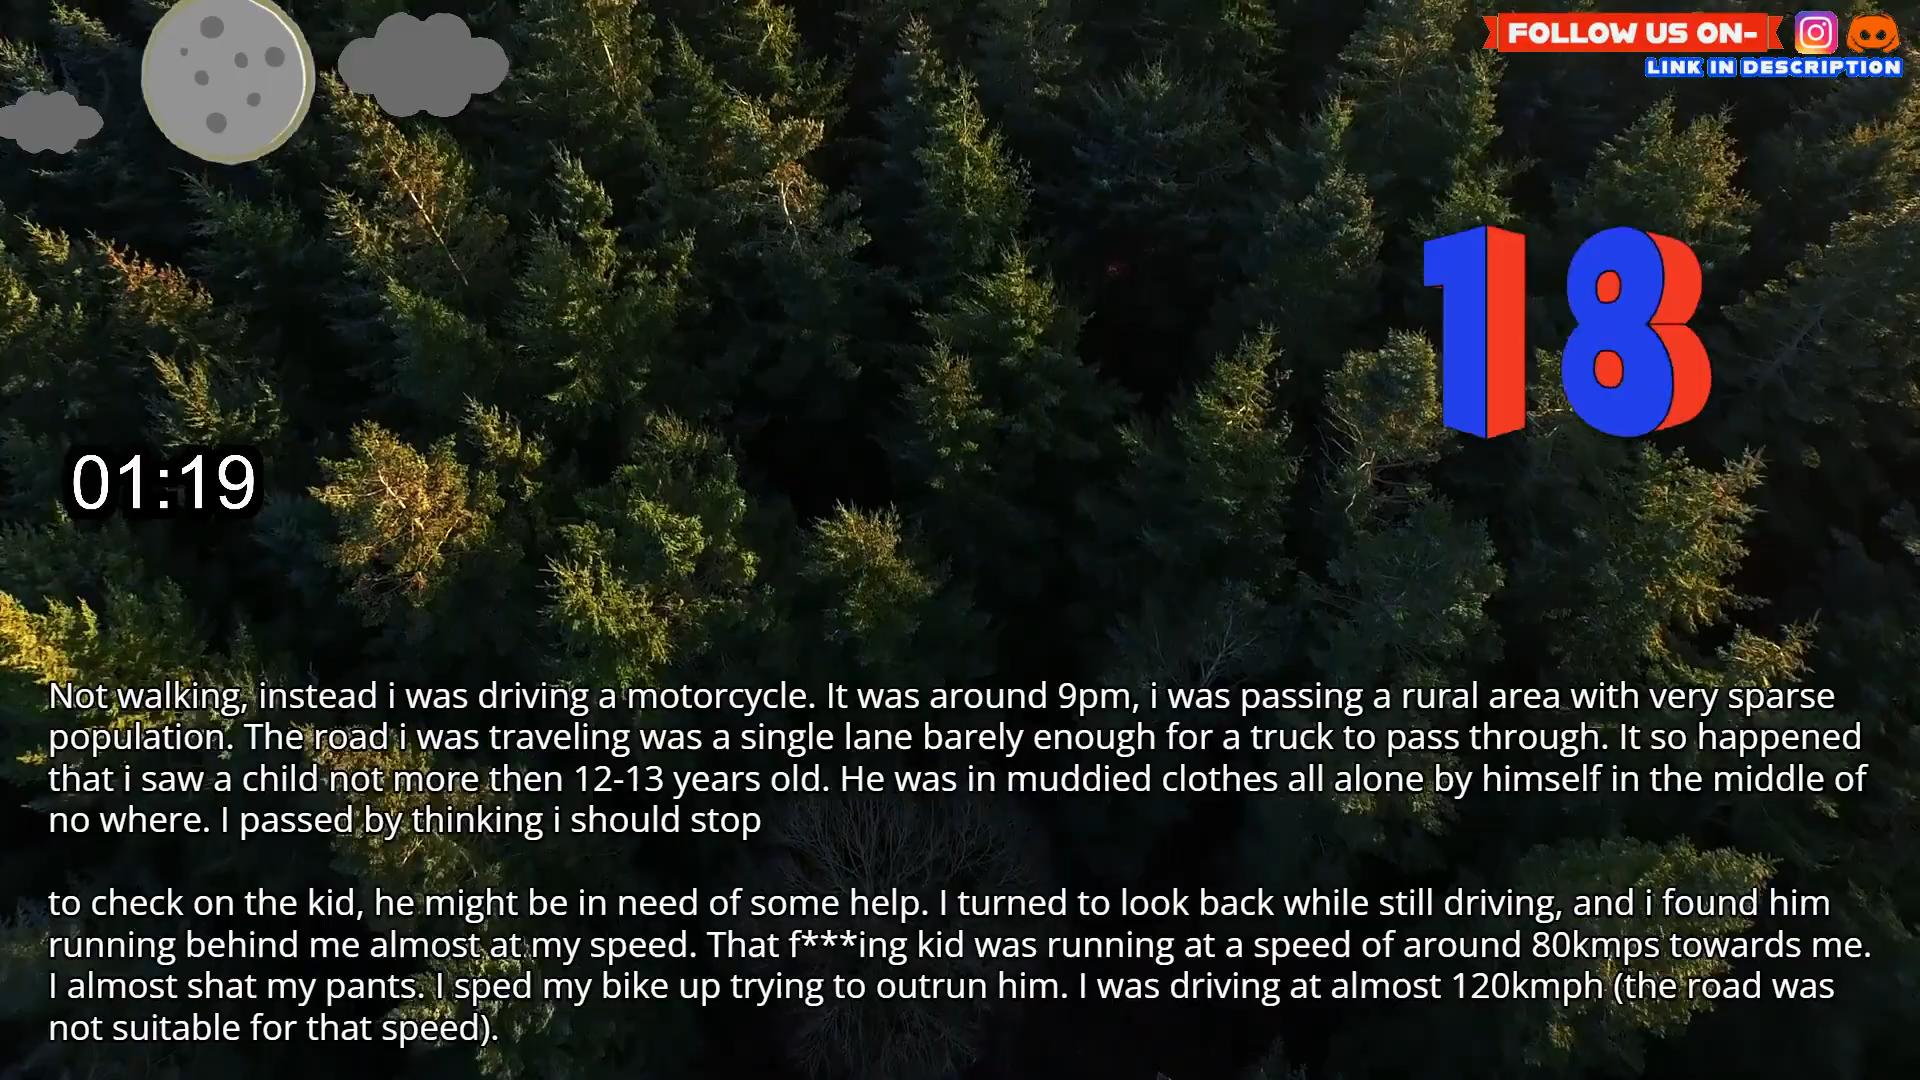 FOLLOW US ON-
LINK IN DESCRIPTION
18
01:19
Not walking, instead i was driving a motorcycle. It was around 9pm, i was passing a rural area with very sparse
population. The road i was traveling was a single lane barely enough for a truck to pass through. It so happened
that i saw a child not more then 12-13 years old. He was in muddied clothes all alone by himself in the middle of
no where. I passed by thinking i should stop
to check on the kid, he might be in need of some help. I turned to look back while still driving, and i found him
running behind me almost at my speed. That f***ing kid was running at a speed of around 80kmps towards me.
I almost shat my pants. I sped my bike up trying to outrun him. I was driving at almost 120kmph (the road was
not suitable for that speed).